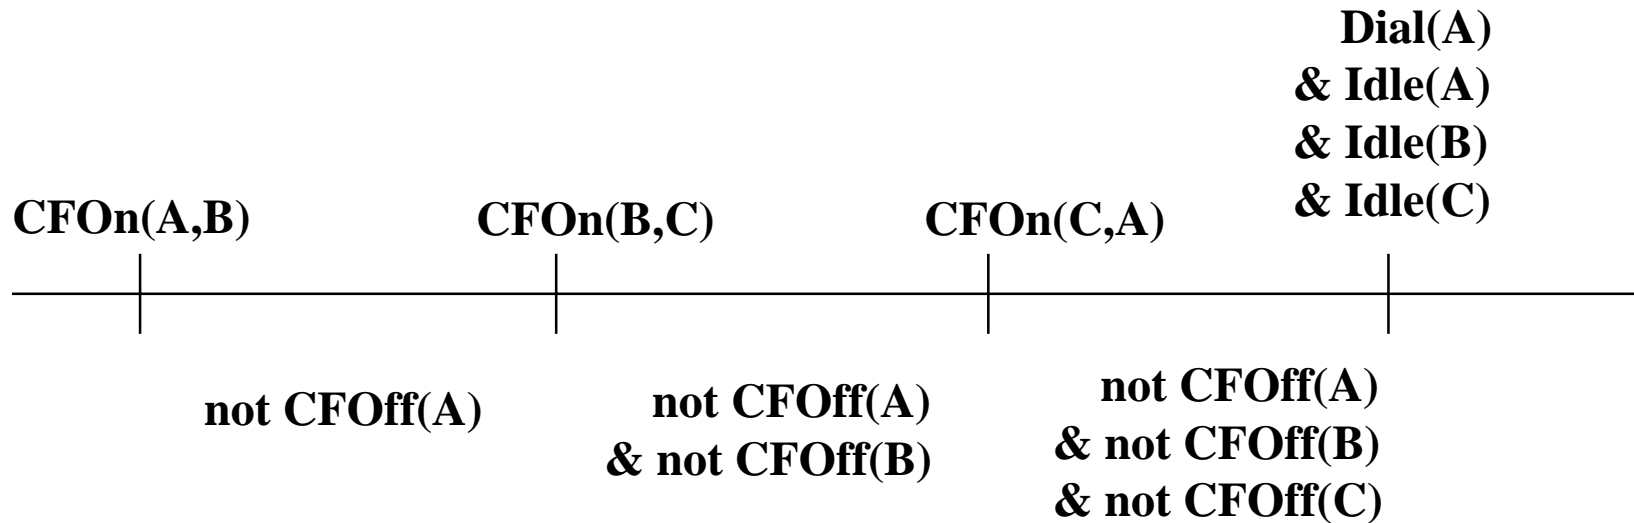 Dial(A)
& Idle(A)
& Idle(B)
& Idle(C)
CFOn(A,B)
CFOn(B,C)
CFOn(C,A)
not CFOff(A)
not CFOff(A)
& not CFOff(B)
not CFOff(A)
& not CFOff(B)
& not CFOff(C)